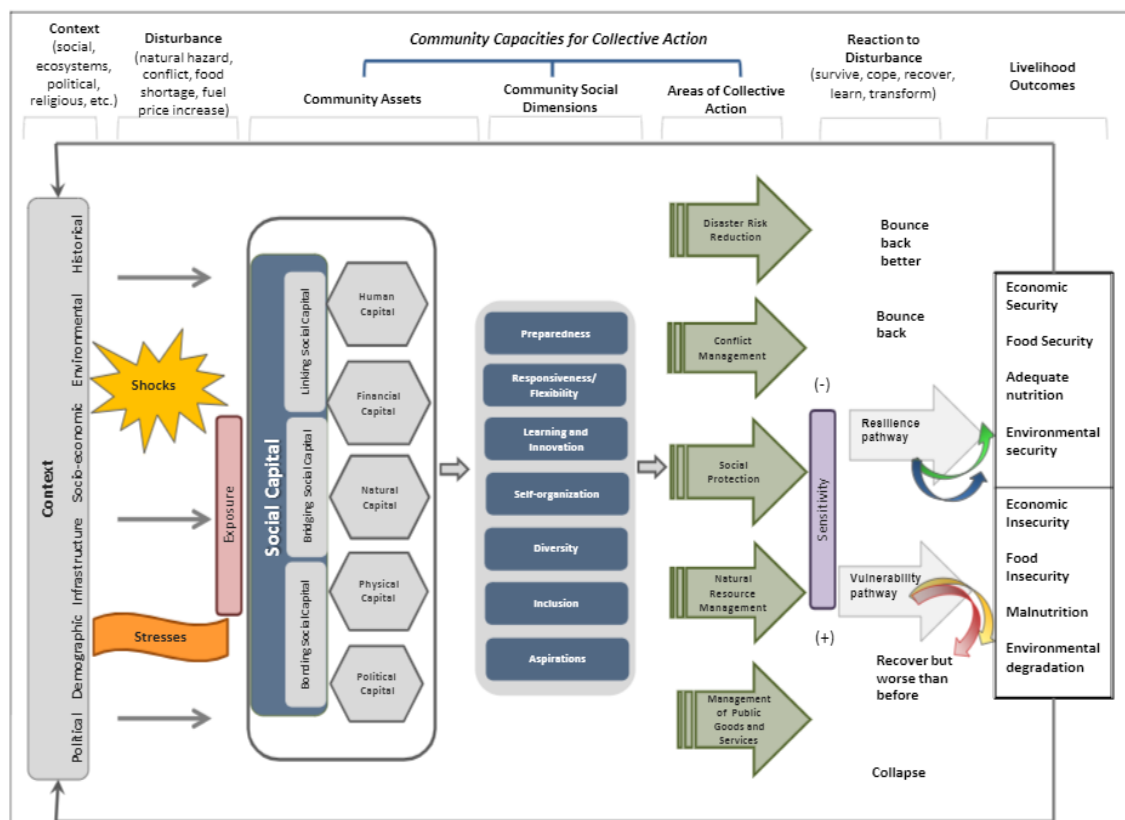 Context
(social,
ecosystems,
political,
religious, etc.)
Disturbance
(natural hazard,
conflict, food
shortage, fuel
price increase)
Community Capacities for Collective Action
Community Assets
Community Social
Dimensions
Areas of Collective
Action
Reaction to
Disturbance
(survive, cope, recover,
learn, transform)
Livelihood
Outcomes
Context
Historical
Environmental
Socio-economic
Infrastructure
Demographic
Political
Shocks
Stresses
Exposure
Social Capital
Linking Social Capital
Bridging Social Capital
Bonding Social Capital
Human
Capital
Financial
Capital
Natural
Capital
Physical
Capital
Political
Capital
Preparedness
Responsiveness/
Flexibility
Learning and
Innovation
Self-organization
Diversity
Inclusion
Aspirations
Disaster Risk
Reduction
Conflict
Management
Social
Protection
Natural
Resource
Management
Management
of Public
Goods and
Services
(-)
Sensitivity
(+)
Bounce
back
better
Bounce
back
Resilience
pathway
Vulnerability
pathway
Recover but
worse than
before
Collapse
Economic
Security
Food Security
Adequate
nutrition
Environmental
security
Economic
Insecurity
Food
Insecurity
Malnutrition
Environmental
degradation